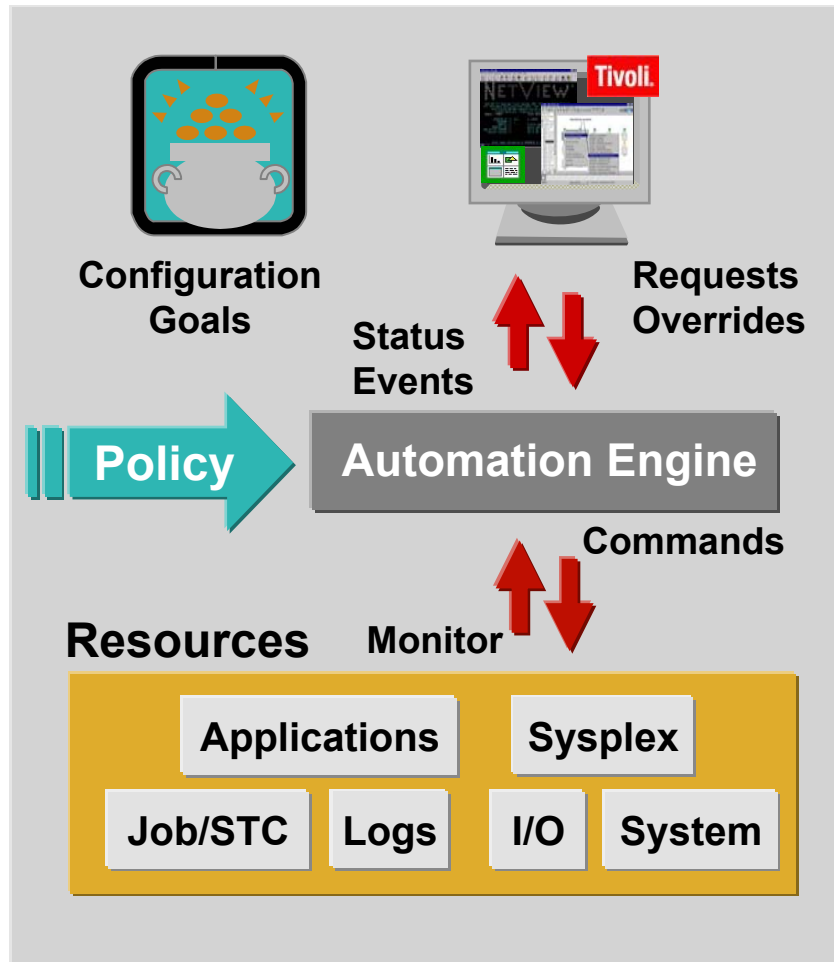 Tivoli.
NETVIEW
Configuration
Goals
Requests
Overrides
Status
Events
Policy
Automation Engine
Commands
Monitor
Resources
Applications
Sysplex
Job/STC
Logs
I/O
System